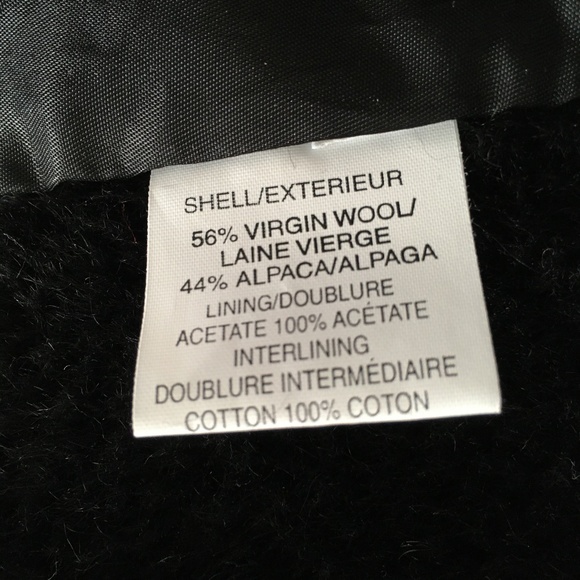 SHELL/EXTERIEUR
56% VIRGIN WOOL/
LAINE VIERGE
44% ALPACA/ALPAGA
LINING/DOUBLURE
ACETATE 100% ACÉTATE
INTERLINING
DOUBLURE INTERMÉDIAIRE
COTTON 100% COTON